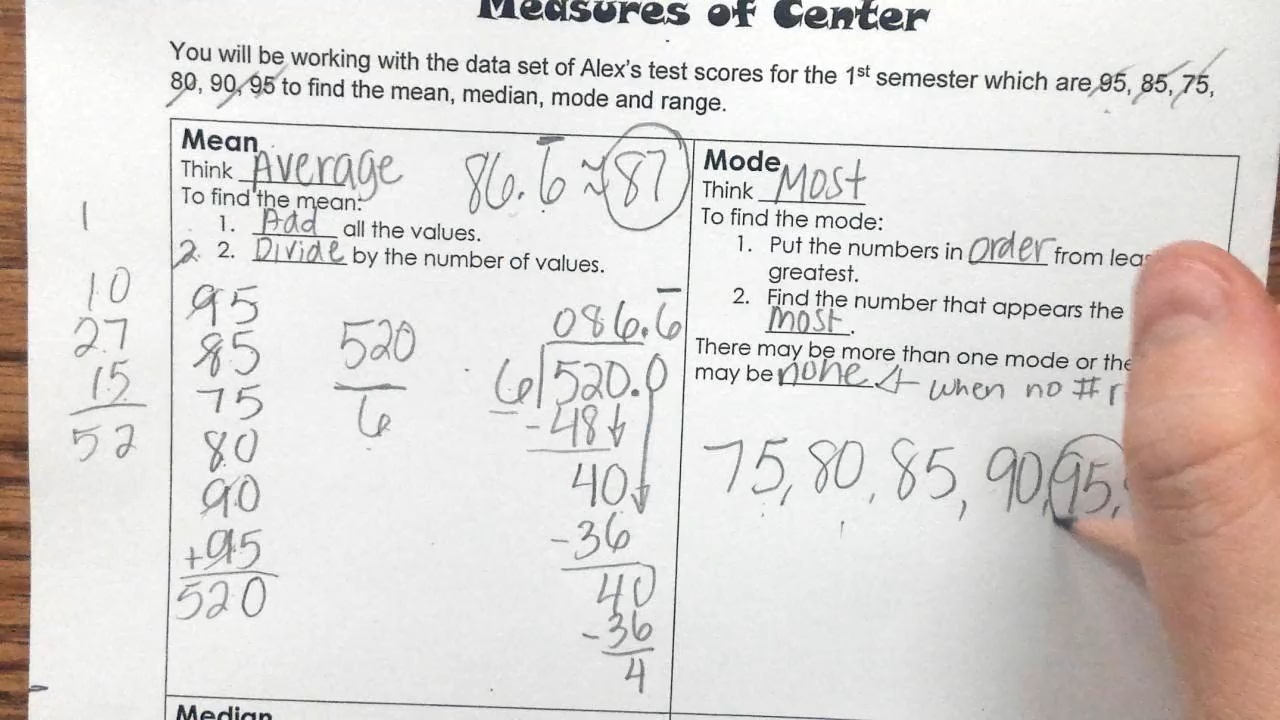 Measures of Center
You will be working with the data set of Alex's test scores for the 1st semester which are 95, 85, 75,
80, 90, 95 to find the mean, median, mode and range.
Mean
Think Average
86.6 ≈ 87
To find the mean:
1. Add all the values.
2. Divide by the number of values.
95
85
75
80
90
+95
520
520
6
086.6
6 520.0
-48
40
-36
40
-36
4
1
10
27
15
52
Mode
Think Most
To find the mode:
1. Put the numbers in order from
greatest.
2. Find the number that appears the
most.
There may be more than one mode or
may be none when no #
75, 80, 85, 90, 95,
Median